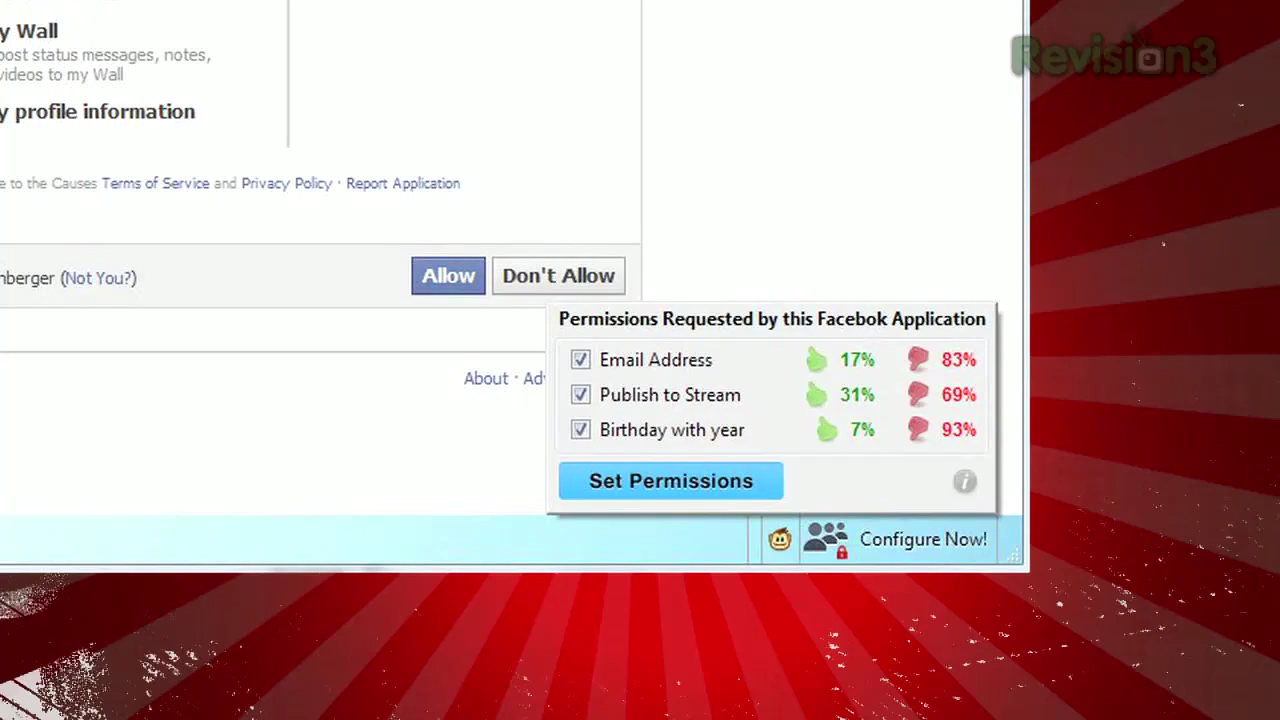 y Wall
post status messages, notes,
videos to my Wall
y profile information
e to the Causes Terms of Service and Privacy Policy · Report Application
nberger (Not You?)
Allow
Don't Allow
Permissions Requested by this Facebok Application
Email Address 17% 83%
Publish to Stream 31% 69%
Birthday with year 7% 93%
About · Adv
Set Permissions
Configure Now!
Revision3